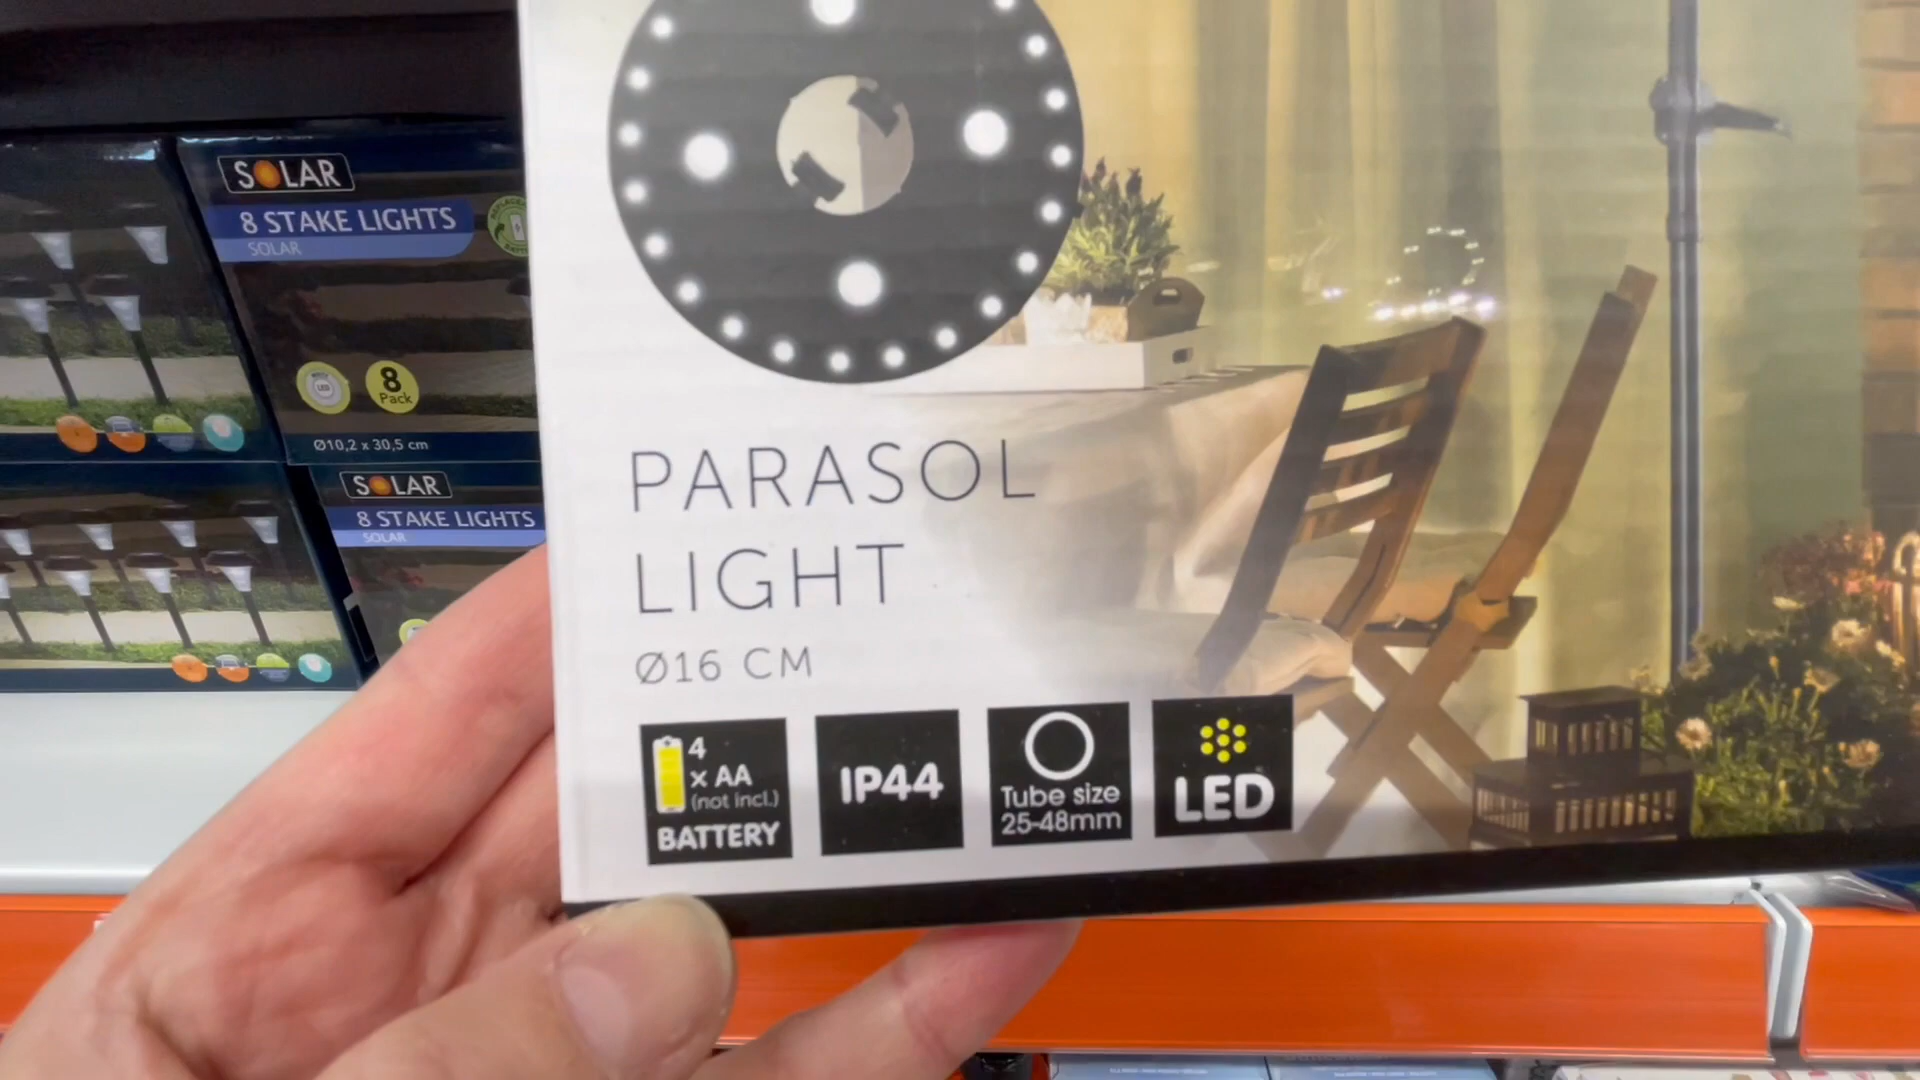 SOLAR
8 STAKE LIGHTS
SOLAR
LED
8
Pack
Ø10,2 x 30,5 cm
SOLAR
8 STAKE LIGHTS
SOLAR
PARASOL
LIGHT
Ø16 CM
4
x AA
(not incl.)
BATTERY
IP44
Tube size
25-48mm
LED